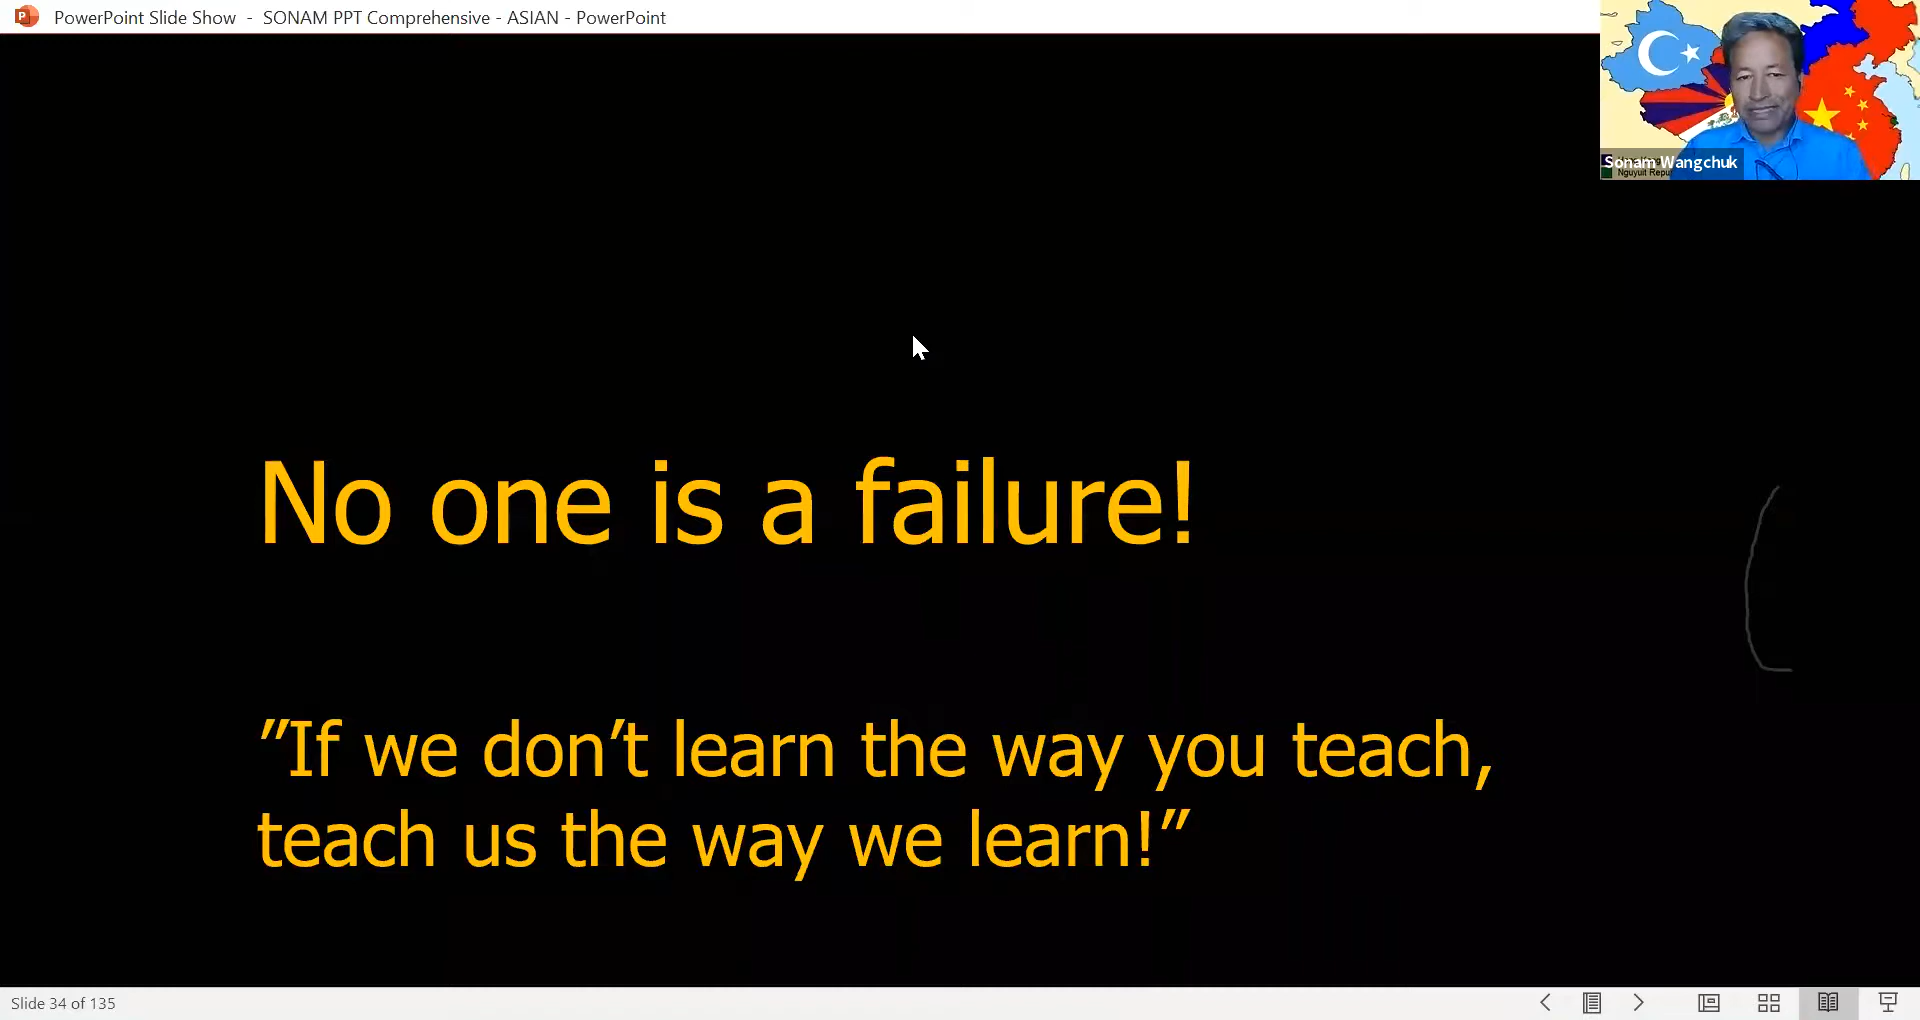 PowerPoint Slide Show - SONAM PPT Comprehensive - ASIAN - PowerPoint
Sonam Wangchuk
No one is a failure!
”If we don’t learn the way you teach,
teach us the way we learn!”
Slide 34 of 135